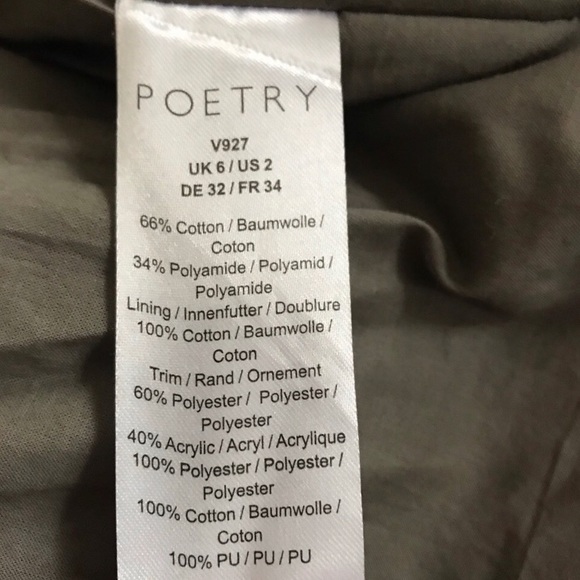 POETRY
V927
UK 6 / US 2
DE 32 / FR 34
66% Cotton / Baumwolle /
Coton
34% Polyamide / Polyamid /
Polyamide
Lining / Innenfutter / Doublure
100% Cotton / Baumwolle /
Coton
Trim / Rand / Ornement
60% Polyester / Polyester /
Polyester
40% Acrylic / Acryl / Acrylique
100% Polyester / Polyester /
Polyester
100% Cotton / Baumwolle /
Coton
100% PU / PU / PU